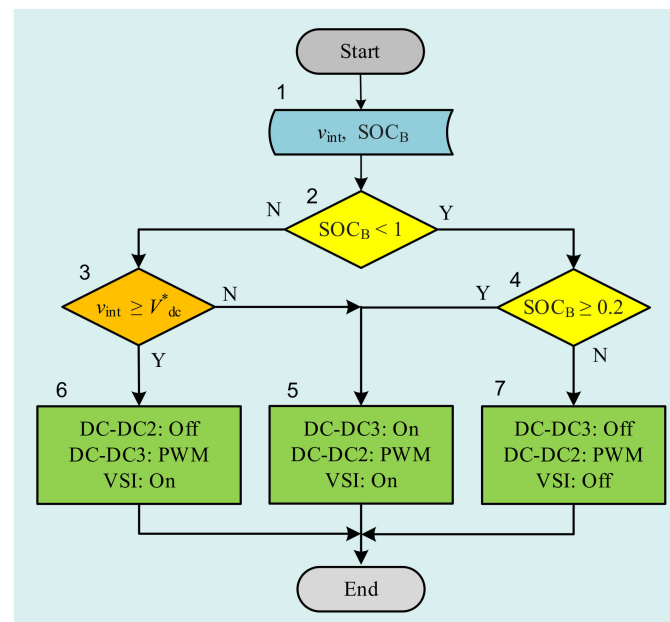 Start
1
v_int, SOC_B
2
N
SOC_B < 1
Y
3
v_int ≥ V*_dc
N
Y
4
Y
SOC_B ≥ 0.2
N
6
DC-DC2: Off
DC-DC3: PWM
VSI: On
5
DC-DC3: On
DC-DC2: PWM
VSI: On
7
DC-DC3: Off
DC-DC2: PWM
VSI: Off
End